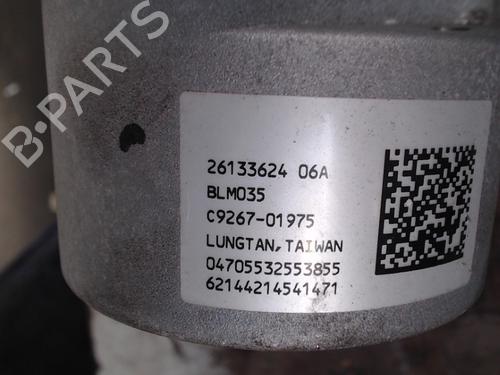 B-PARTS
26133624 06A
BLM035
C9267-01975
LUNGTAN, TAIWAN
04705532553855
62144214541471